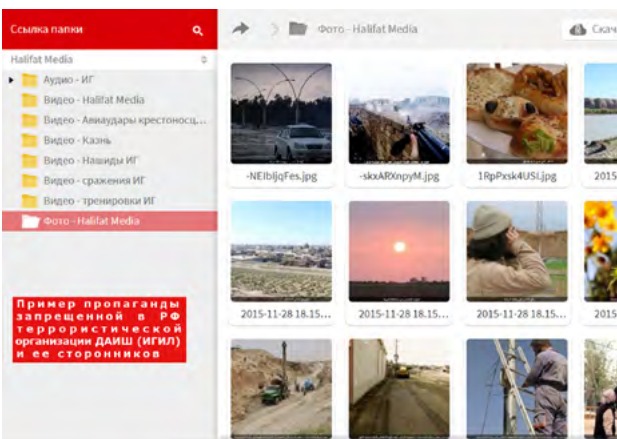 Ссылка папки
Фото - Halifat Media
Скач
Halifat Media
Аудио - ИГ
Видео - Halifat Media
Видео - Авиаудары крестоносц...
Видео - Казнь
Видео - Нашиды ИГ
Видео - сражения ИГ
Видео - тренировки ИГ
Фото - Halifat Media
Пример пропаганды
запрещенной в РФ
террористической
организации ДАИШ (ИГИЛ)
и ее сторонников
-NEIbIjqFes.jpg
-skxARXnpyM.jpg
1RpPxsk4USI.jpg
2015
2015-11-28 18.15...
2015-11-28 18.15...
2015-11-28 18.15...
2015